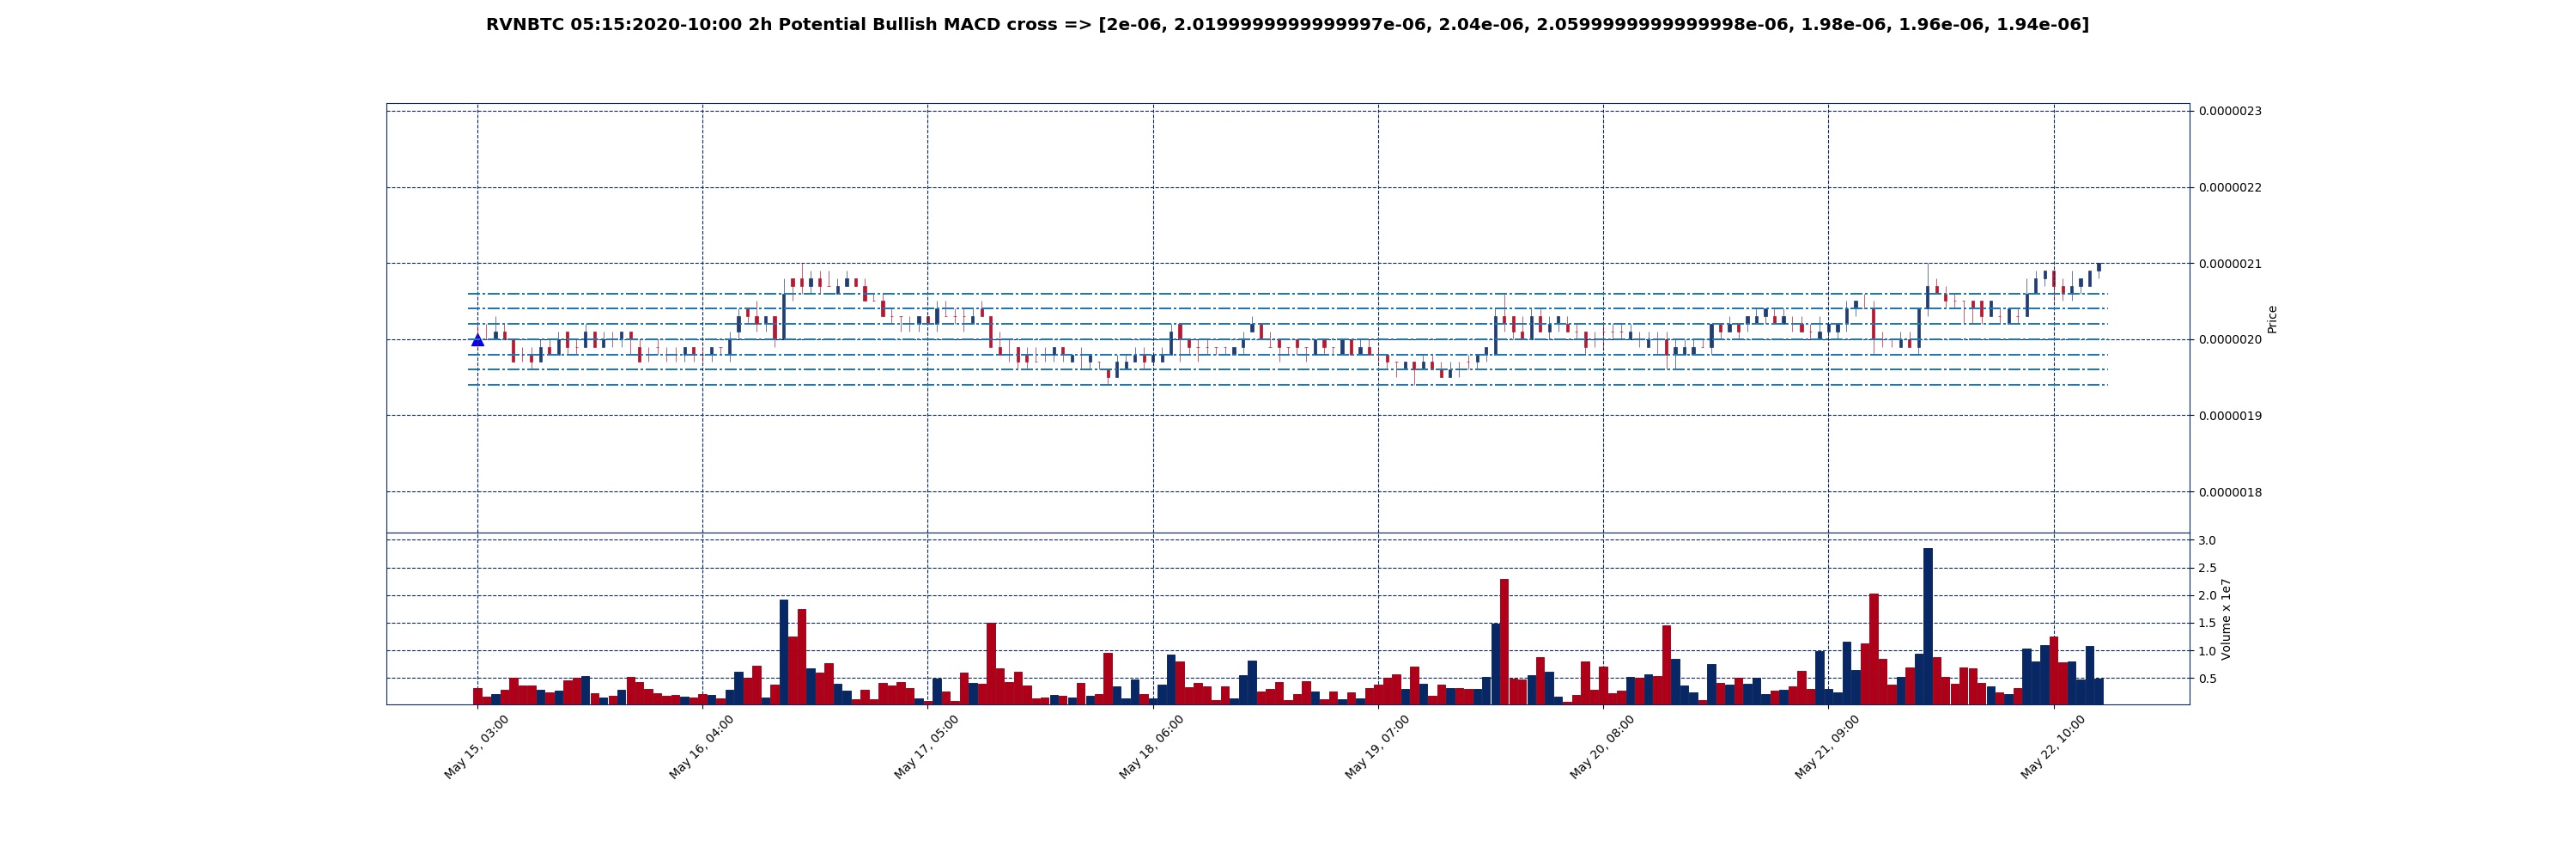 RVNBTC 05:15:2020-10:00 2h Potential Bullish MACD cross => [2e-06, 2.0199999999999997e-06, 2.04e-06, 2.0599999999999998e-06, 1.98e-06, 1.96e-06, 1.94e-06]
0.0000023
0.0000022
0.0000021
0.0000020
0.0000019
0.0000018
Price
3.0
2.5
2.0
1.5
1.0
0.5
Volume x 1e7
May 15, 03:00
May 16, 04:00
May 17, 05:00
May 18, 06:00
May 19, 07:00
May 20, 08:00
May 21, 09:00
May 22, 10:00